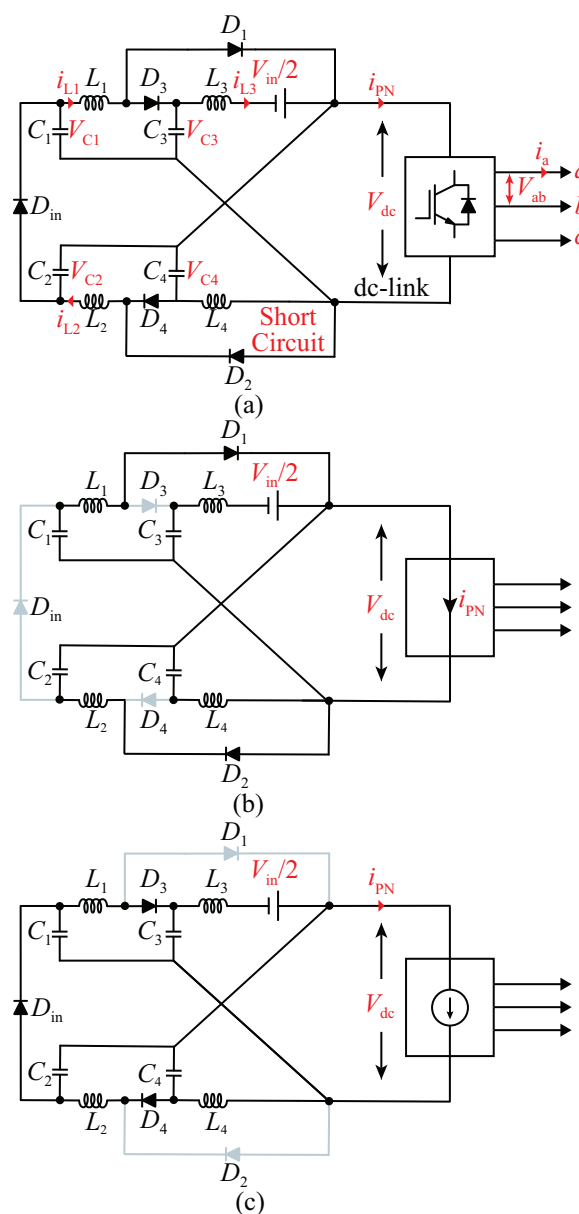 D1
iL1 L1 D3 L3 iL3 Vin/2 iPN
C1 VC1 C3 VC3
ia a
Vdc Vab b
Din
C2 VC2 C4 VC4
dc-link
iL2 L2 D4 L4 Short
Circuit
D2
(a)
D1
L1 D3 L3 Vin/2
C1 C3
Din Vdc iPN
C2 C4
L2 D4 L4
D2
(b)
D1
L1 D3 L3 Vin/2 iPN
C1 C3
Din Vdc
C2 C4
L2 D4 L4
D2
(c)